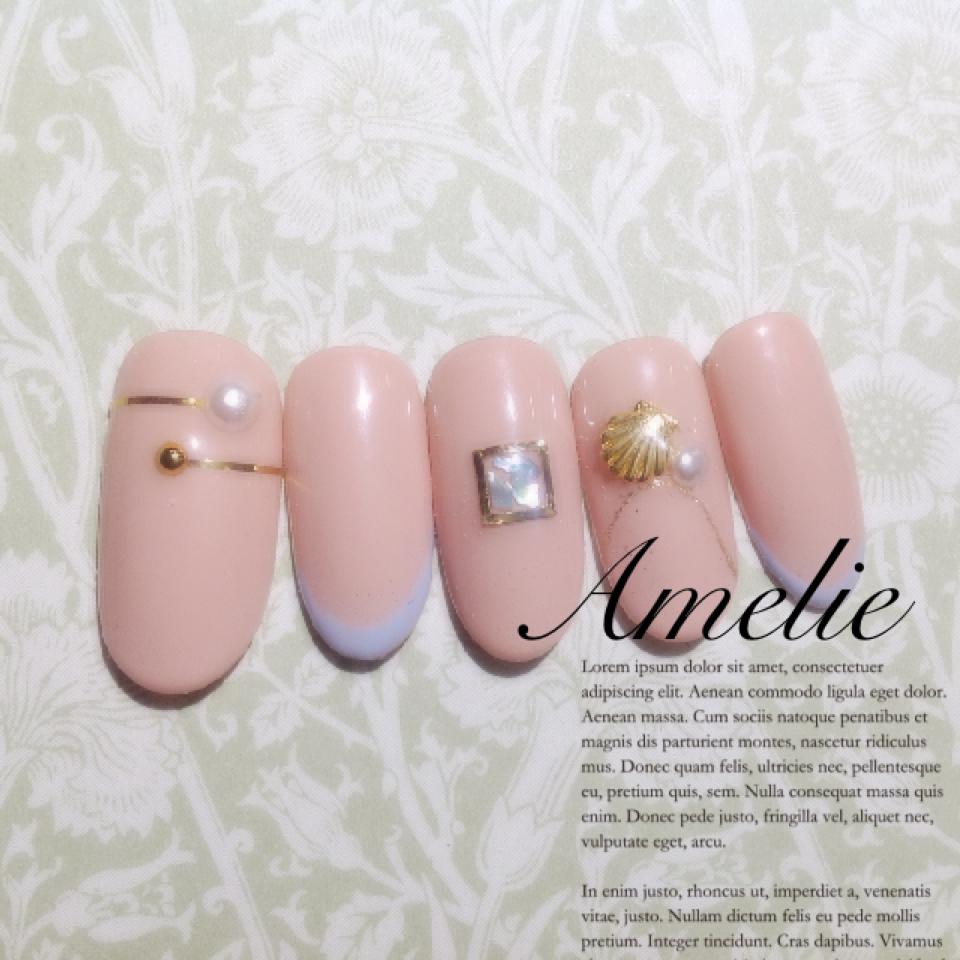 Amelie
Lorem ipsum dolor sit amet, consectetuer
adipiscing elit. Aenean commodo ligula eget dolor.
Aenean massa. Cum sociis natoque penatibus et
magnis dis parturient montes, nascetur ridiculus
mus. Donec quam felis, ultricies nec, pellentesque
eu, pretium quis, sem. Nulla consequat massa quis
enim. Donec pede justo, fringilla vel, aliquet nec,
vulputate eget, arcu.
In enim justo, rhoncus ut, imperdiet a, venenatis
vitae, justo. Nullam dictum felis eu pede mollis
pretium. Integer tincidunt. Cras dapibus. Vivamus